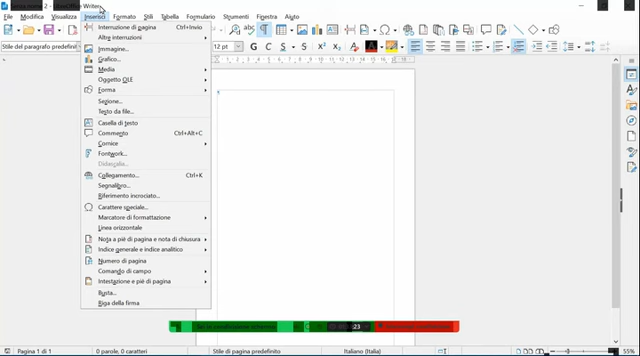 2 - LibreOffice Writer
File Modifica Visualizza Inserisci Formato Stili Tabella Formulario Strumenti Finestra Aiuto
Stile del paragrafo predefinito
12 pt
G C S
Interruzione di pagina Ctrl+Invio
Altre interruzioni
Immagine...
Grafico...
Media
Oggetto OLE
Forma
Sezione...
Testo da file...
Casella di testo
Commento Ctrl+Alt+C
Cornice
Fontwork...
Didascalia...
Collegamento... Ctrl+K
Segnalibro...
Riferimento incrociato...
Carattere speciale...
Marcatore di formattazione
Linea orizzontale
Nota a piè di pagina e nota di chiusura
Indice generale e indice analitico
Numero di pagina
Comando di campo
Intestazione e piè di pagina
Busta...
Riga della firma
:23
Pagina 1 di 1
0 parole, 0 caratteri
Stile di pagina predefinito
Italiano (Italia)
55%